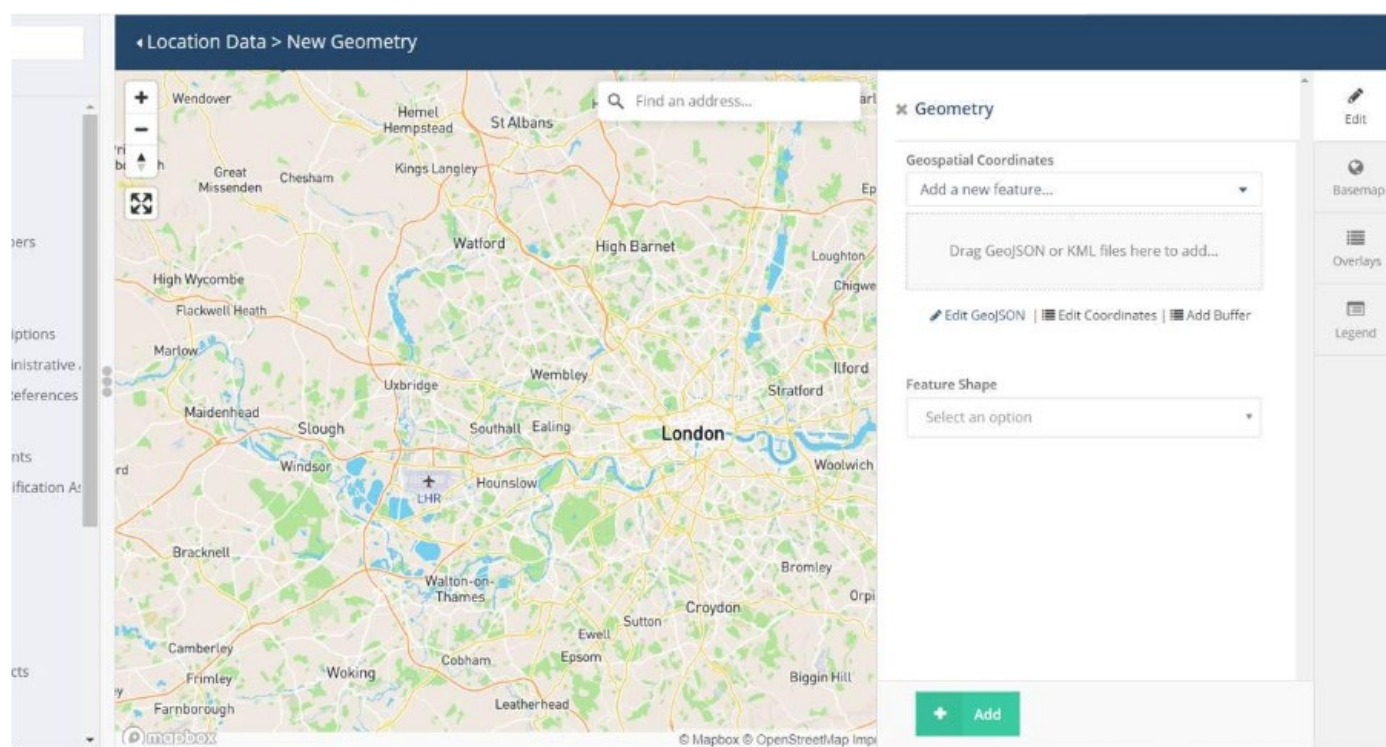 Location Data > New Geometry
Wendover
Hemel
Hempstead
St Albans
Find an address...
Great
Missenden
Chesham
Kings Langley
Watford
High Barnet
Loughton
High Wycombe
Flackwell Heath
Marlow
Uxbridge
Wembley
Ilford
Stratford
Maidenhead
Slough
Southall
Ealing
London
Windsor
Hounslow
Woolwich
LHR
Bracknell
Walton-on-
Thames
Bromley
Croydon
Sutton
Ewell
Camberley
Cobham
Epsom
Frimley
Woking
Biggin Hill
Farnborough
Leatherhead
mapbox
© Mapbox © OpenStreetMap Impr
Geometry
Geospatial Coordinates
Add a new feature...
Drag GeoJSON or KML files here to add...
Edit GeoJSON | Edit Coordinates | Add Buffer
Feature Shape
Select an option
Add
Edit
Basemap
Overlays
Legend